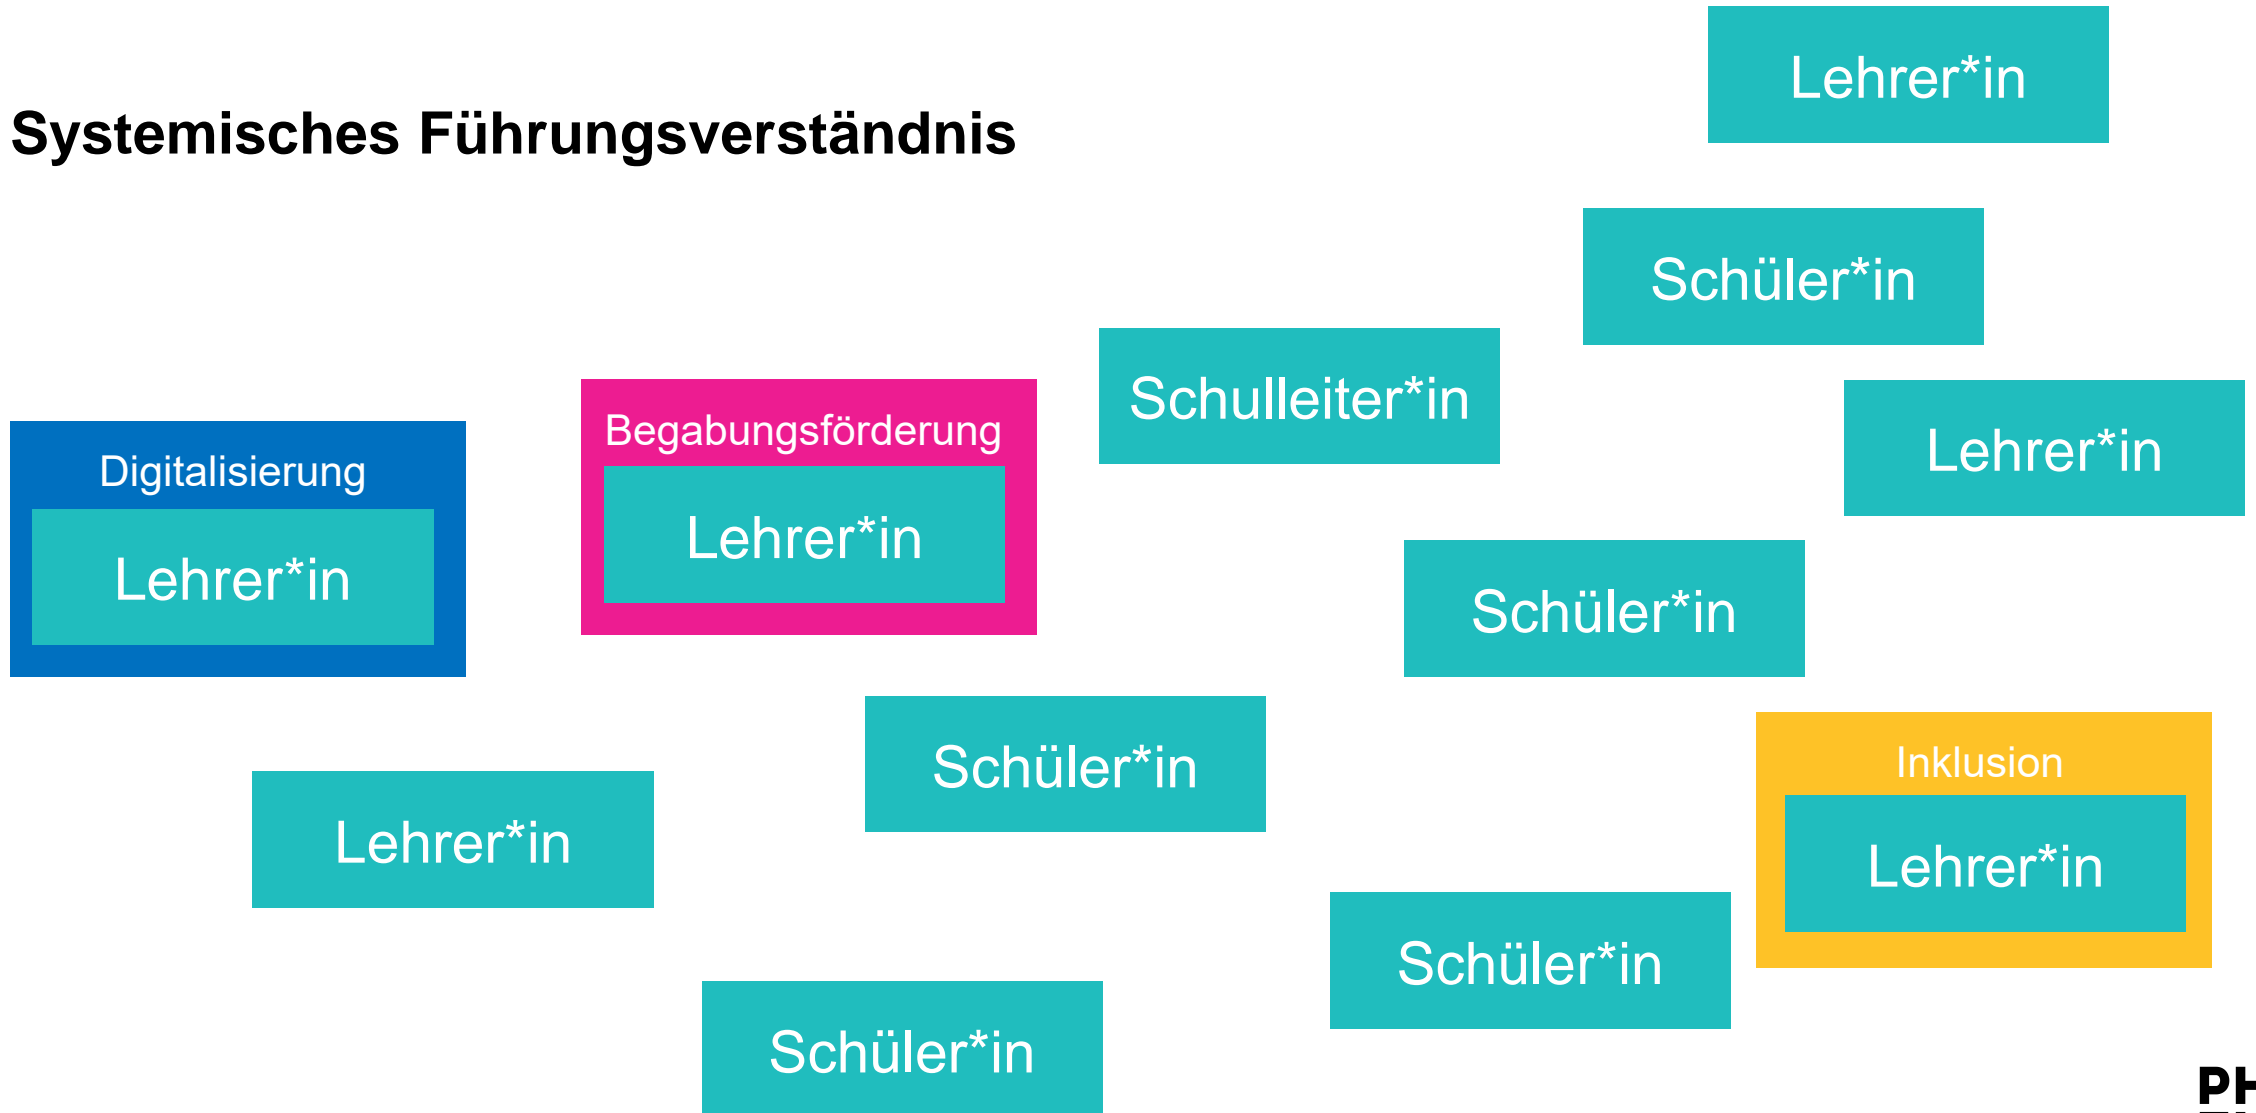 Lehrer*in
Systemisches Führungsverständnis
Schüler*in
Schulleiter*in
Lehrer*in
Begabungsförderung
Lehrer*in
Digitalisierung
Lehrer*in
Schüler*in
Schüler*in
Inklusion
Lehrer*in
Lehrer*in
Schüler*in
Schüler*in
PH